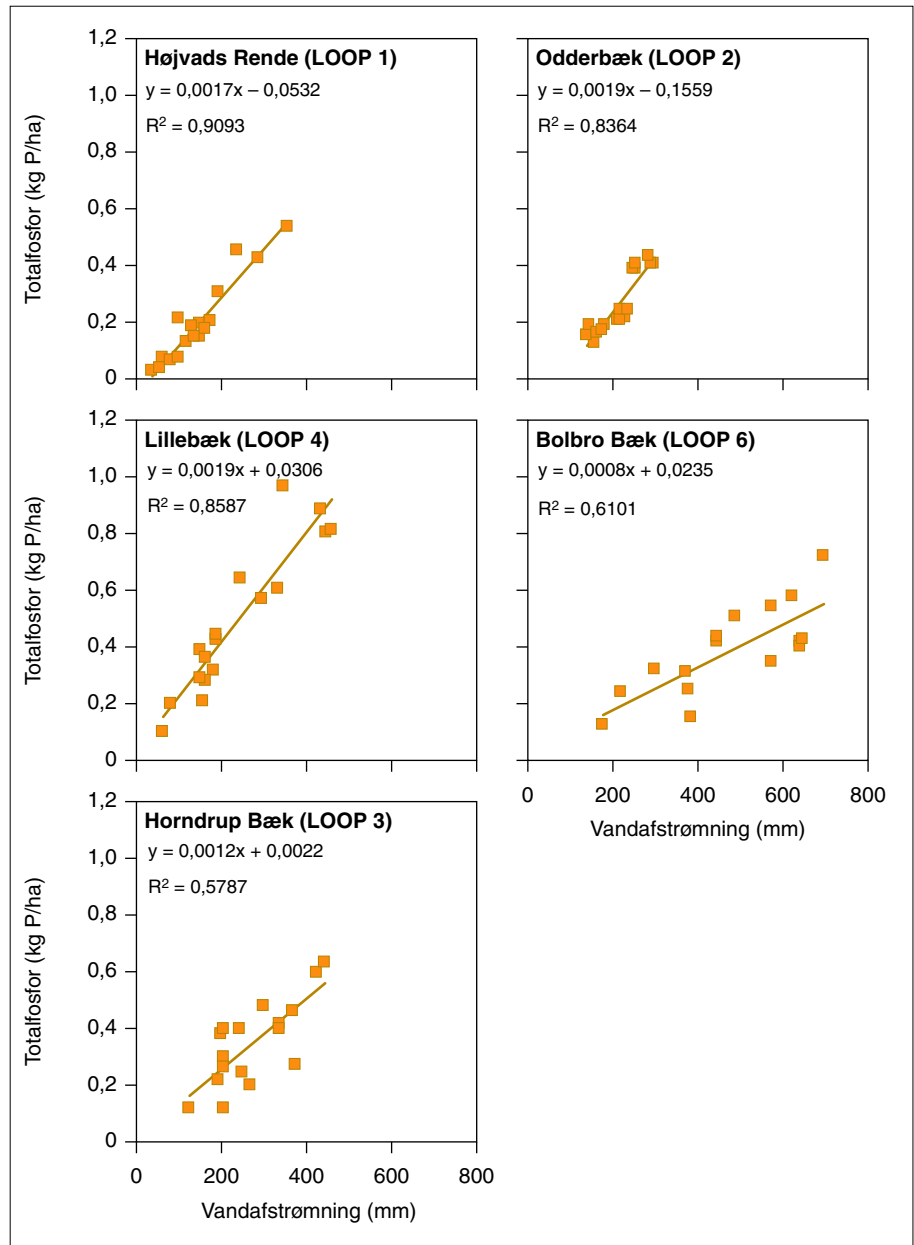 Højvads Rende (LOOP 1)
y = 0,0017x – 0,0532
R² = 0,9093
Totalfosfor (kg P/ha)
1,2
1,0
0,8
0,6
0,4
0,2
0
Odderbæk (LOOP 2)
y = 0,0019x – 0,1559
R² = 0,8364
Lillebæk (LOOP 4)
y = 0,0019x + 0,0306
R² = 0,8587
Totalfosfor (kg P/ha)
1,2
1,0
0,8
0,6
0,4
0,2
0
Bolbro Bæk (LOOP 6)
y = 0,0008x + 0,0235
R² = 0,6101
0 200 400 600 800
Vandafstrømning (mm)
Horndrup Bæk (LOOP 3)
y = 0,0012x + 0,0022
R² = 0,5787
Totalfosfor (kg P/ha)
1,2
1,0
0,8
0,6
0,4
0,2
0
0 200 400 600 800
Vandafstrømning (mm)